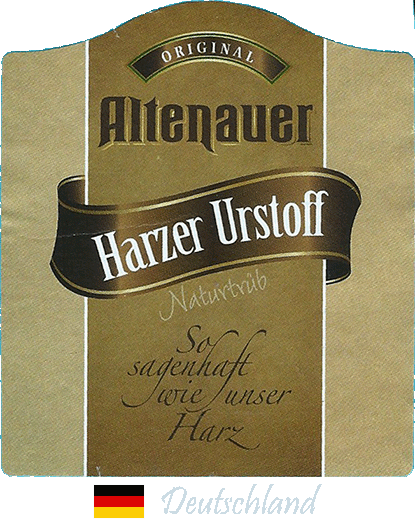 ORIGINAL
Altenauer
Harzer Urstoff
Naturtrüb
So
sagenhaft
wie unser
Harz
Deutschland